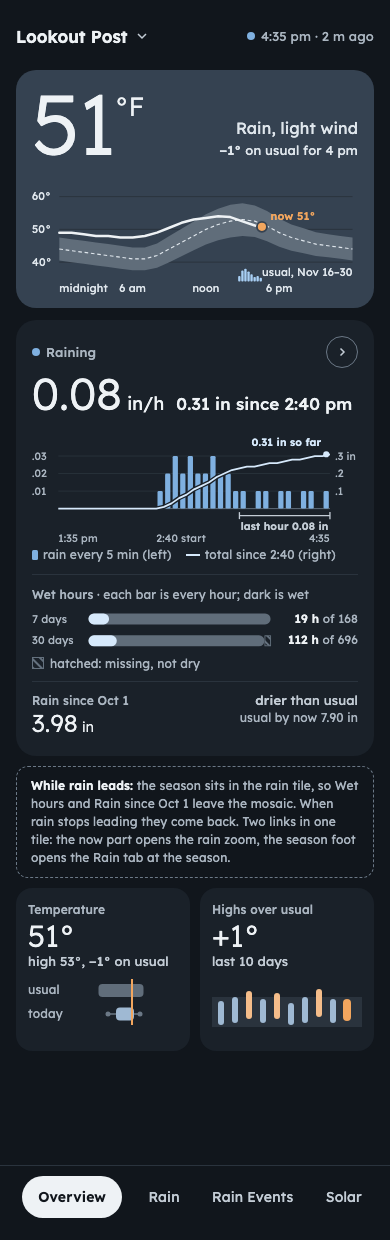 Lookout Post
4:35 pm · 2 m ago
51°F
Rain, light wind
−1° on usual for 4 pm
60°
50°
40°
now 51°
usual, Nov 16–30
midnight 6 am noon 6 pm
Raining
0.08 in/h 0.31 in since 2:40 pm
0.31 in so far
.03 .3 in
.02 .2
.01 .1
last hour 0.08 in
1:35 pm 2:40 start 4:35
rain every 5 min (left) total since 2:40 (right)
Wet hours · each bar is every hour; dark is wet
7 days 19 h of 168
30 days 112 h of 696
hatched: missing, not dry
Rain since Oct 1 drier than usual
3.98 in usual by now 7.90 in
While rain leads: the season sits in the rain tile, so Wet
hours and Rain since Oct 1 leave the mosaic. When
rain stops leading they come back. Two links in one
tile: the now part opens the rain zoom, the season foot
opens the Rain tab at the season.
Temperature
51°
high 53°, −1° on usual
usual
today
Highs over usual
+1°
last 10 days
Overview Rain Rain Events Solar